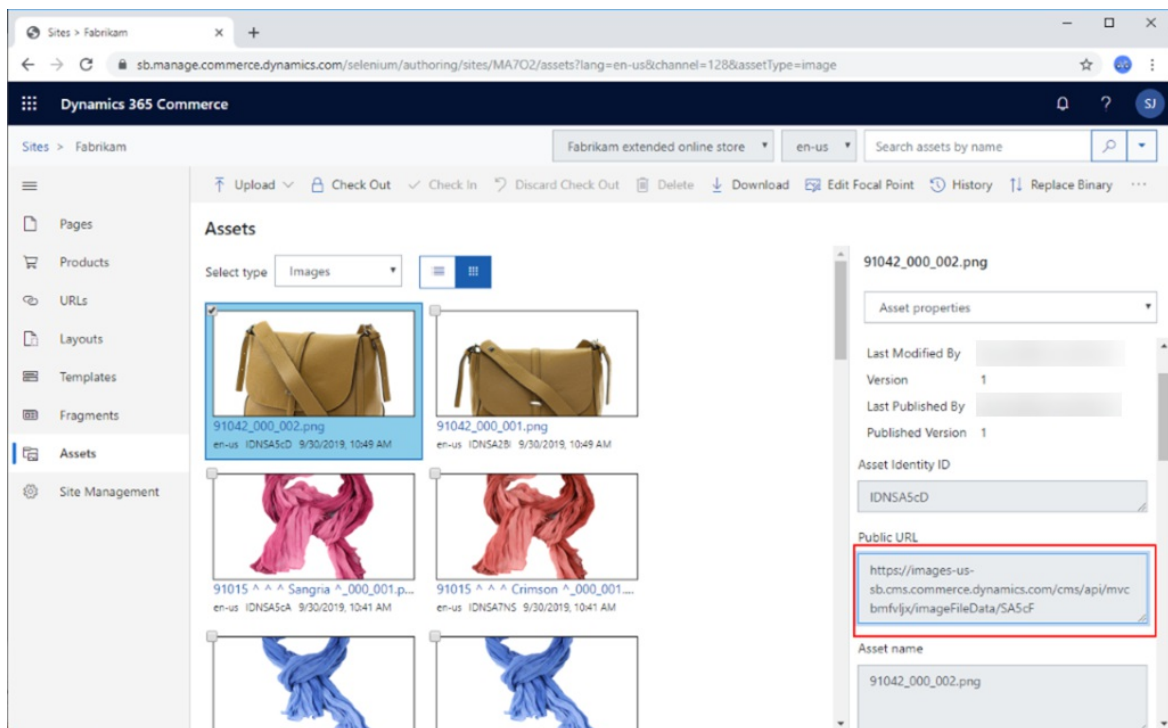 Sites > Fabrikam
sb.manage.commerce.dynamics.com/selenium/authoring/sites/MA7O2/assets?lang=en-us&channel=128&assetType=image
Dynamics 365 Commerce
SJ
Sites > Fabrikam
Fabrikam extended online store
en-us
Search assets by name
Upload
Check Out
Check In
Discard Check Out
Delete
Download
Edit Focal Point
History
Replace Binary
Pages
Products
URLs
Layouts
Templates
Fragments
Assets
Site Management
Assets
Select type
Images
91042_000_002.png
en-us IDNSA5cD 9/30/2019, 10:49 AM
91042_000_001.png
en-us IDNSA2Bl 9/30/2019, 10:49 AM
91015 ^ ^ ^ Sangria ^_000_001.p...
en-us IDNSA5cA 9/30/2019, 10:41 AM
91015 ^ ^ ^ Crimson ^_000_001....
en-us IDNSA7NS 9/30/2019, 10:41 AM
91042_000_002.png
Asset properties
Last Modified By
Version 1
Last Published By
Published Version 1
Asset Identity ID
IDNSA5cD
Public URL
https://images-us-
sb.cms.commerce.dynamics.com/cms/api/mvc
bmfvljx/imageFileData/SA5cF
Asset name
91042_000_002.png